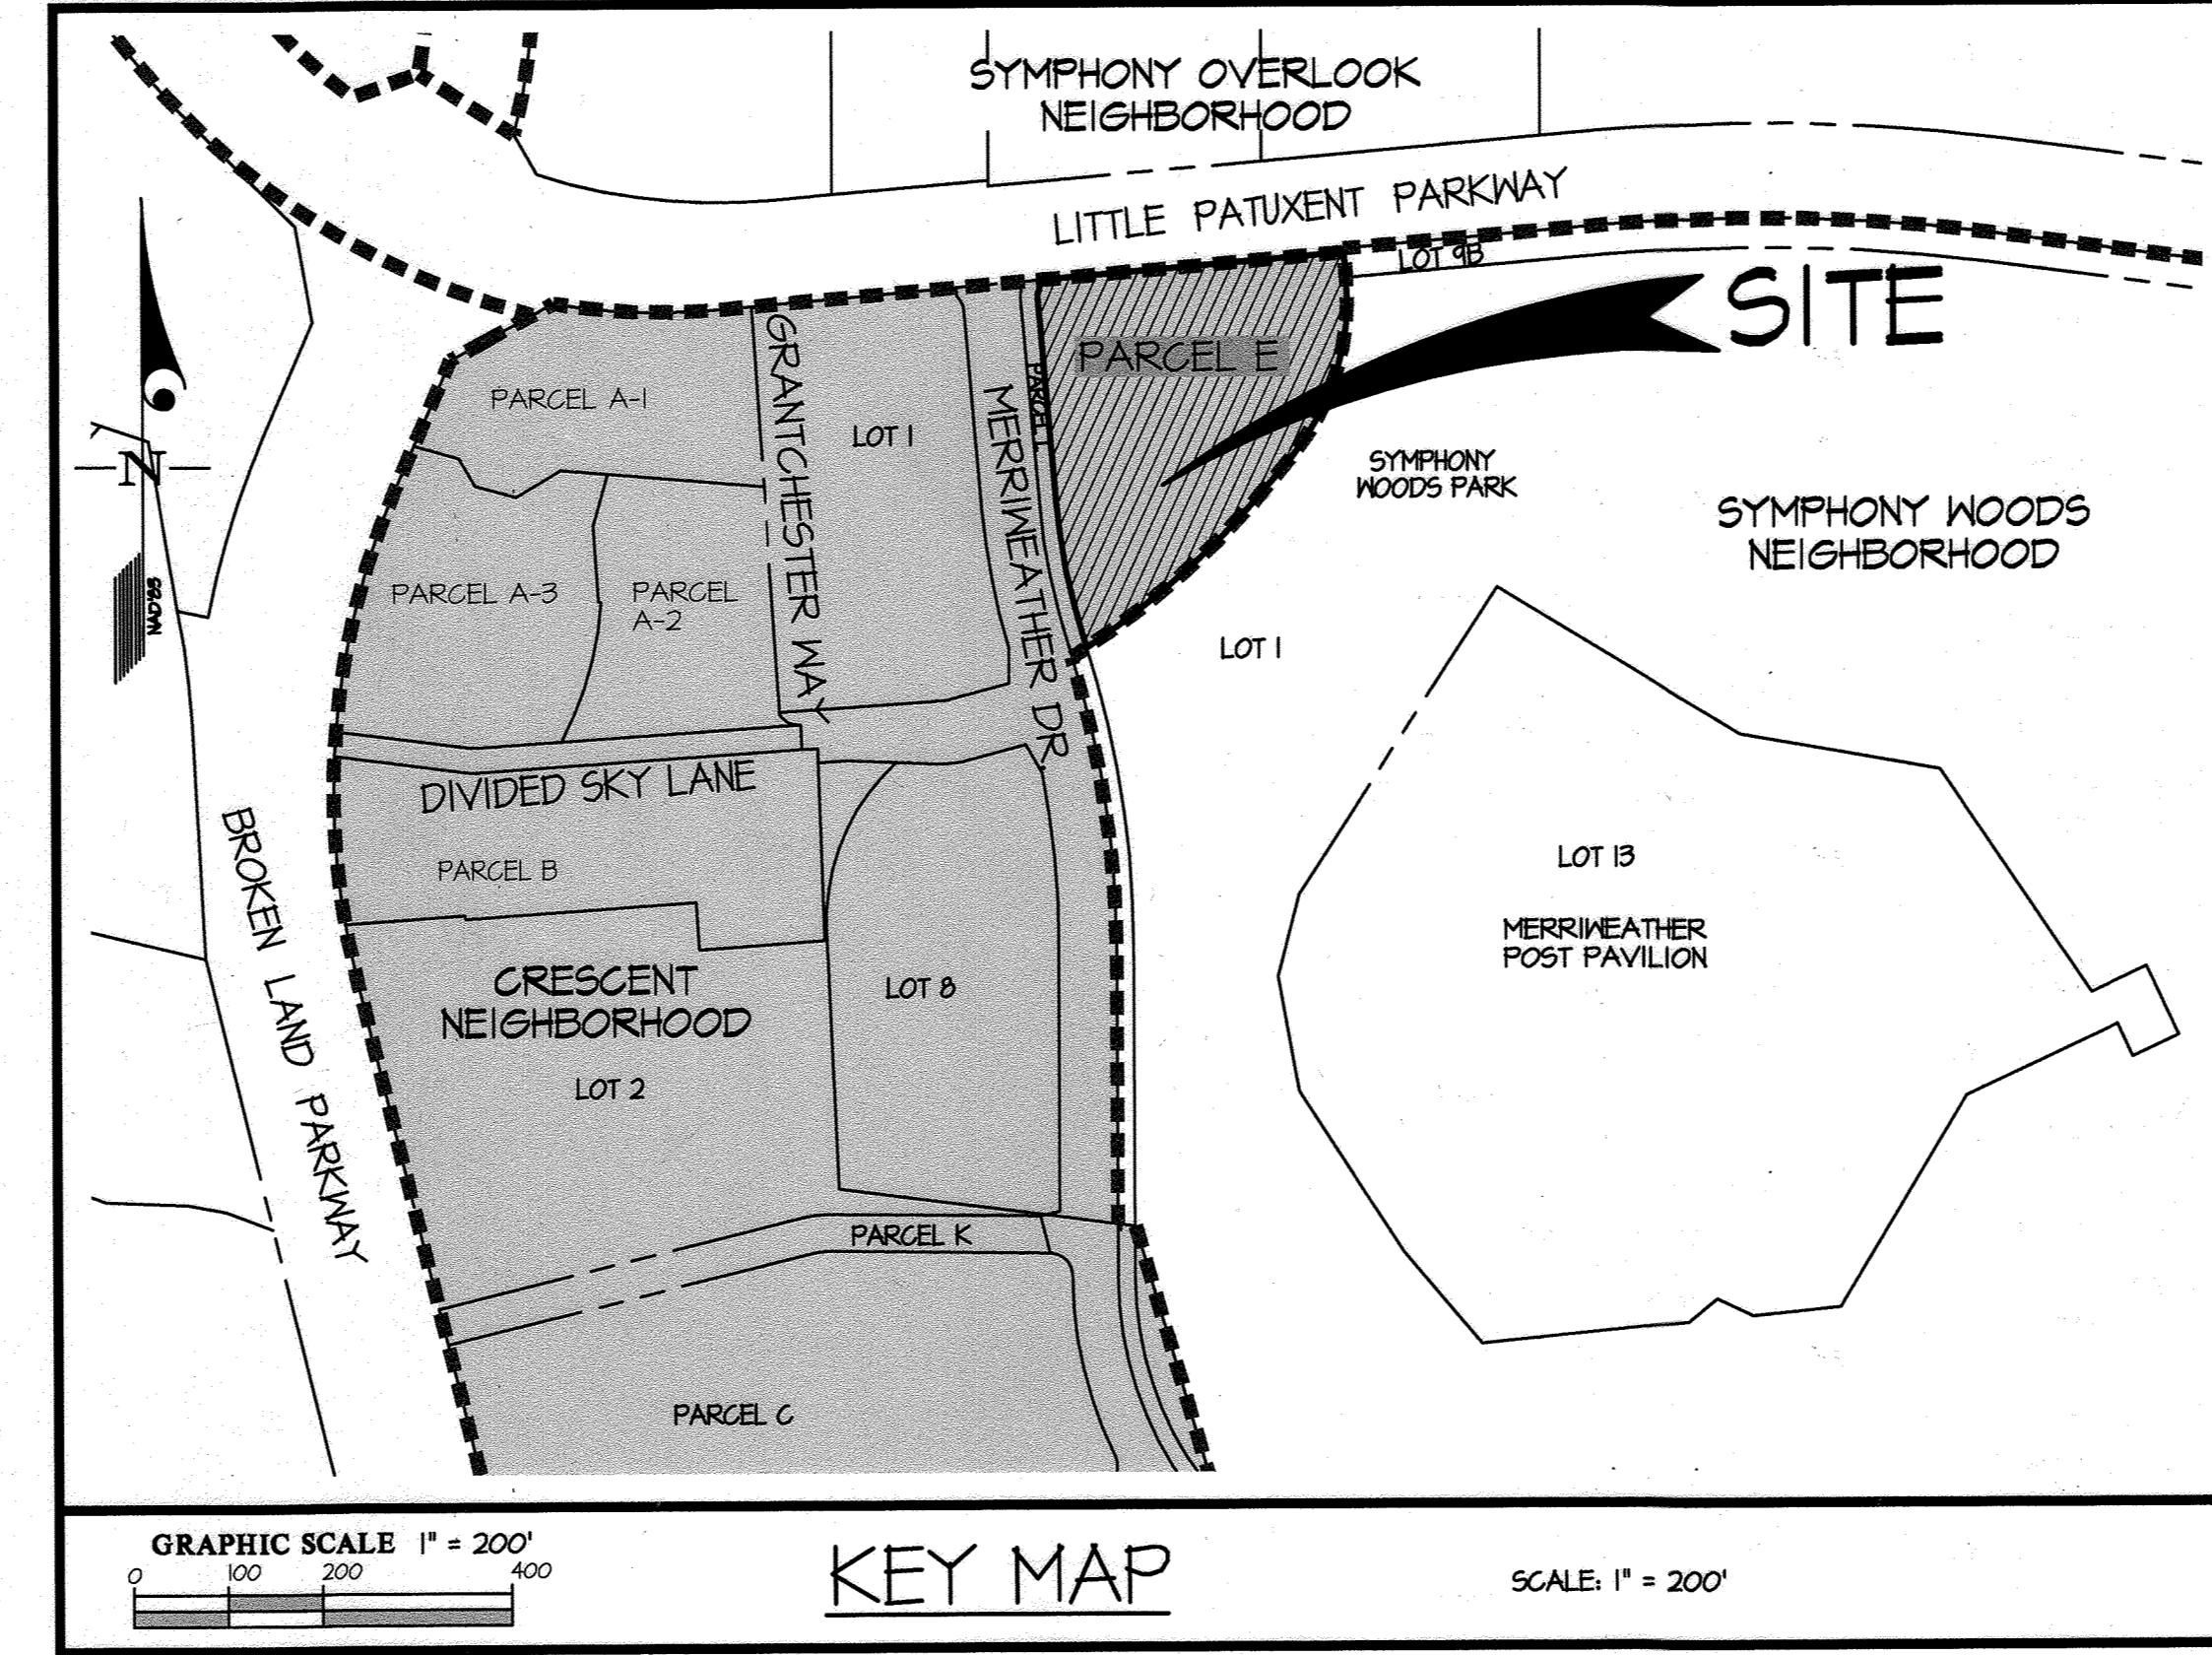 SYMPHONY OVERLOOK
NEIGHBORHOOD
LITTLE PATUXENT PARKWAY
LOT 9B
SITE
PARCEL E
PARCEL A-1
GRANTCHESTER WAY
LOT 1
MERRIWEATHER DR.
PARCEL L
SYMPHONY
WOODS PARK
SYMPHONY WOODS
NEIGHBORHOOD
N
NAD'83
PARCEL A-3
PARCEL
A-2
LOT 1
DIVIDED SKY LANE
BROKEN LAND PARKWAY
PARCEL B
LOT 13
MERRIWEATHER
POST PAVILION
CRESCENT
NEIGHBORHOOD
LOT 8
LOT 2
PARCEL K
PARCEL C
GRAPHIC SCALE 1" = 200'
0 100 200 400
KEY MAP
SCALE: 1" = 200'